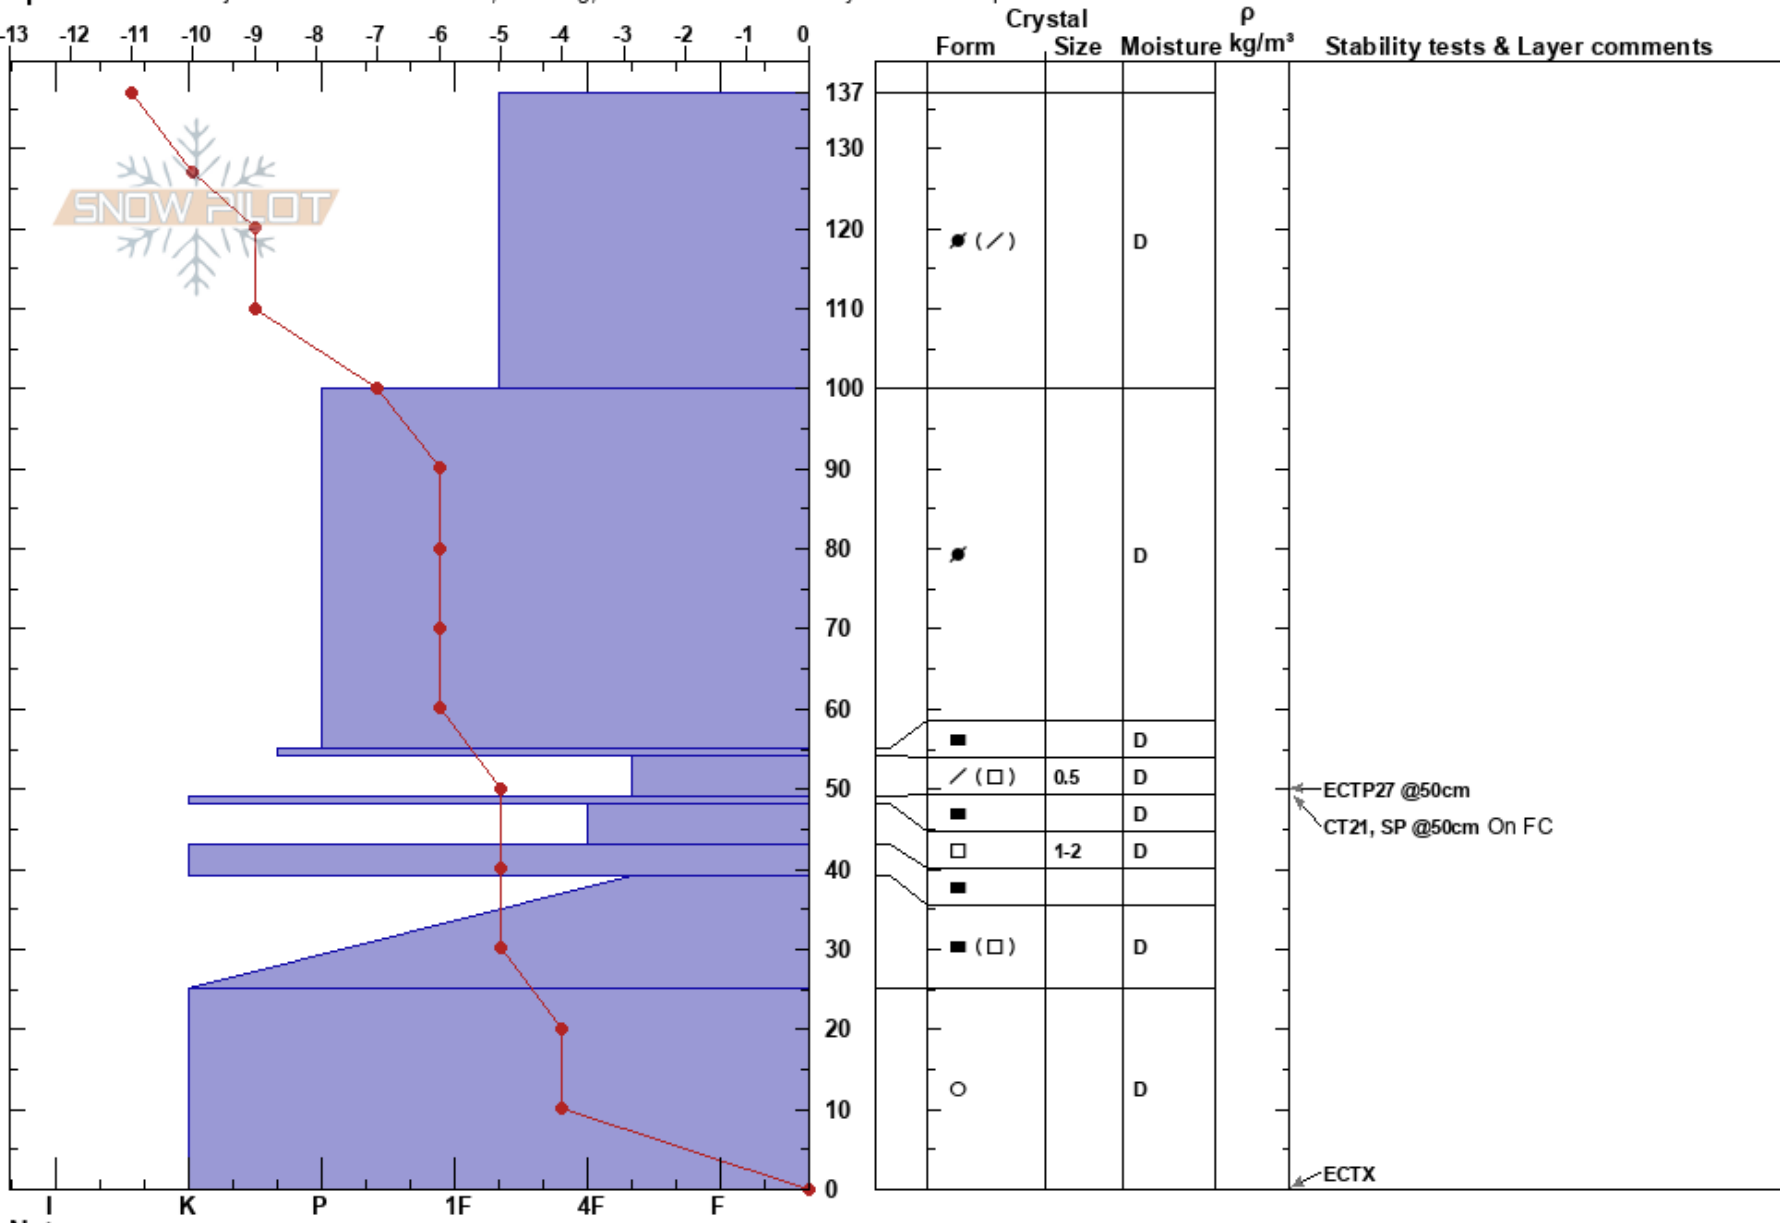 -13 -12 -11 -10 -9 -8 -7 -6 -5 -4 -3 -2 -1 0
Crystal
Form Size Moisture ρ kg/m³ Stability tests & Layer comments
137
130
SNOW PILOT
120 D
110
100
90
80 D
70
60
D
0.5 D
50 ECTP27 @50cm
D
CT21, SP @50cm On FC
1-2 D
40
30 D
20
10 D
0 ECTX
I K P 1F 4F F